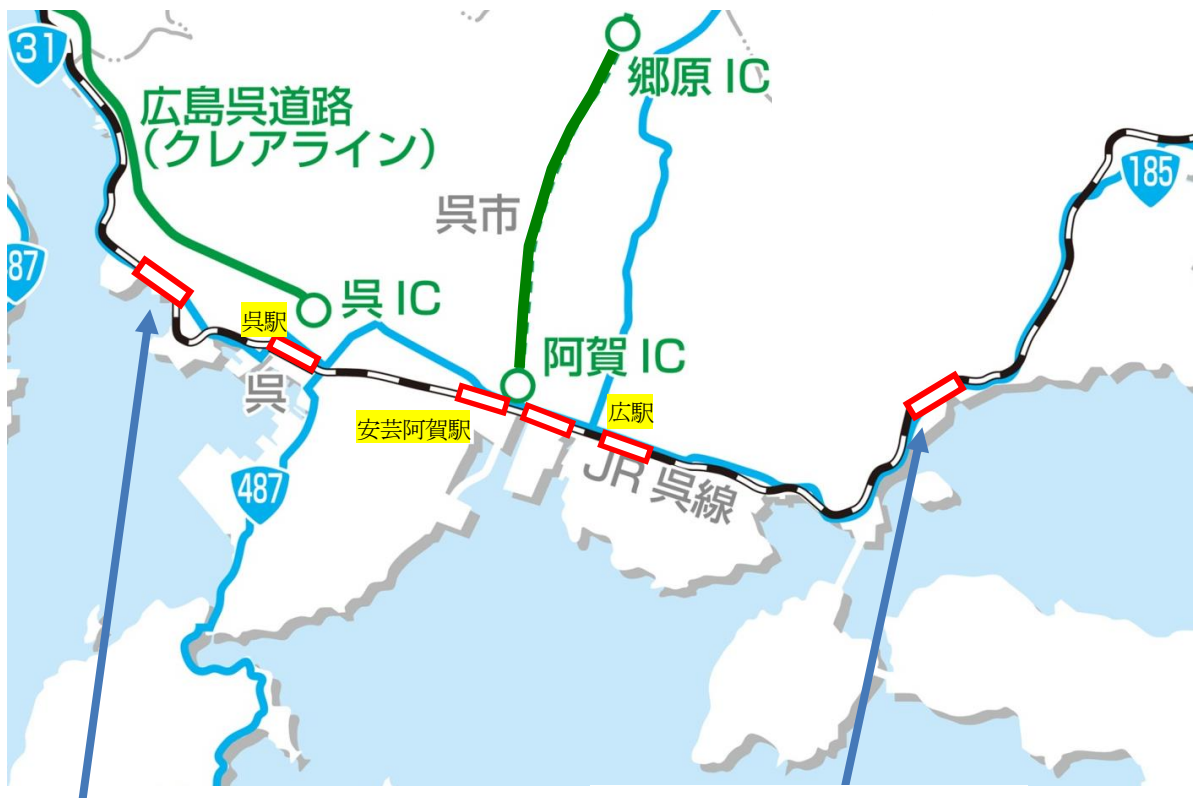 31
広島呉道路
（クレアライン）
郷原 IC
185
呉市
87
呉 IC
呉駅
阿賀 IC
呉
広駅
安芸阿賀駅
JR 呉線
487